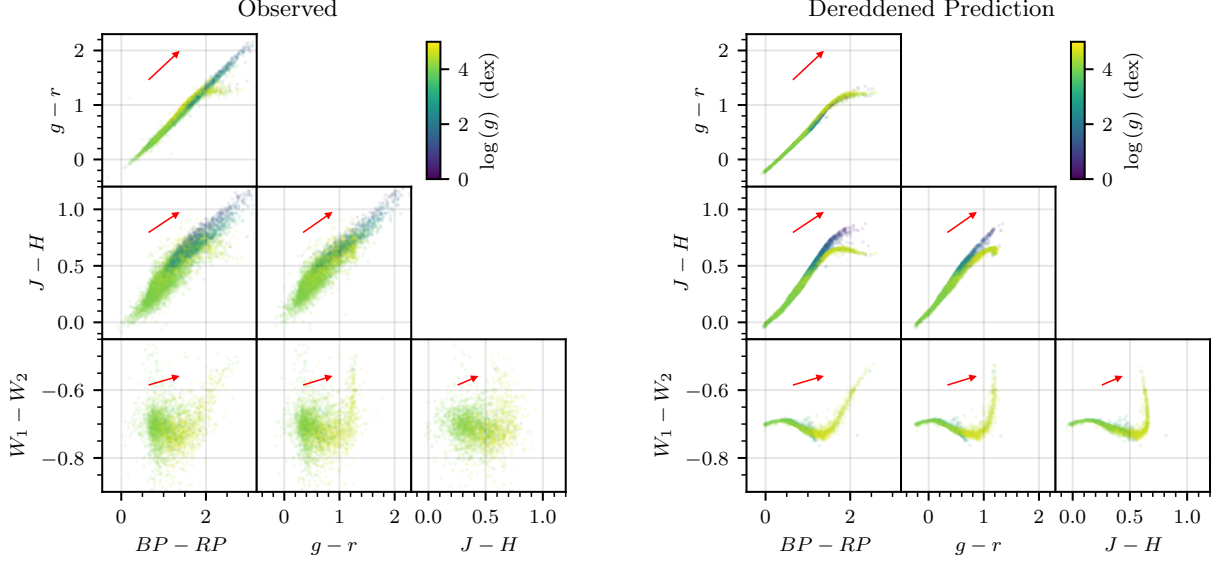 Observed
Dereddened Prediction
2
1
0
g − r
4
2
0
log (g) (dex)
2
1
0
g − r
4
2
0
log (g) (dex)
1.0
0.5
0.0
J − H
1.0
0.5
0.0
J − H
−0.6
−0.8
W₁ − W₂
−0.6
−0.8
W₁ − W₂
0 2 0 1 2 0.0 0.5 1.0
BP − RP g − r J − H
0 2 0 1 2 0.0 0.5 1.0
BP − RP g − r J − H